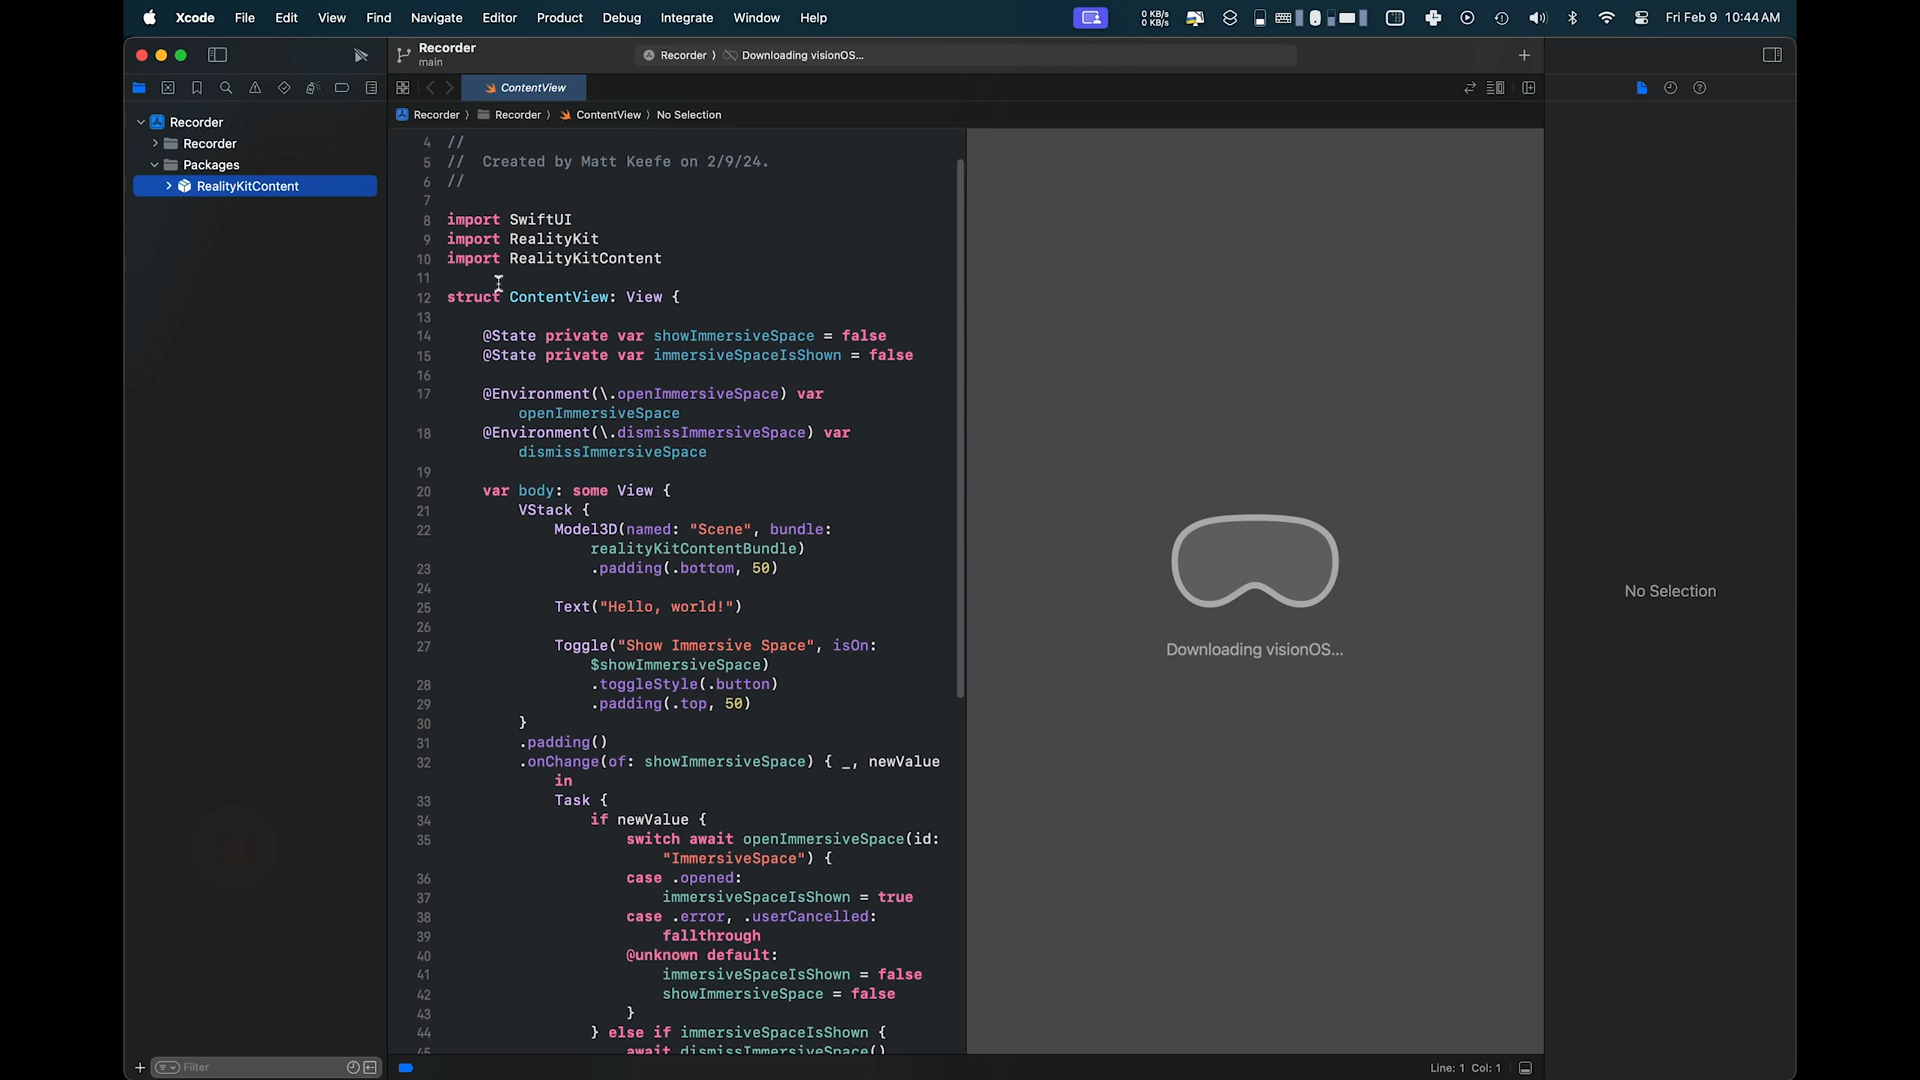 Xcode File Edit View Find Navigate Editor Product Debug Integrate Window Help 0 KB/s 0 KB/s Fri Feb 9 10:44 AM
Recorder
main
Recorder 〉 Downloading visionOS...
ContentView
Recorder 〉 Recorder 〉 ContentView 〉 No Selection
Recorder
Recorder
Packages
RealityKitContent
4 //
5 //  Created by Matt Keefe on 2/9/24.
6 //
7
8 import SwiftUI
9 import RealityKit
10 import RealityKitContent
11
12 struct ContentView: View {
13
14 @State private var showImmersiveSpace = false
15 @State private var immersiveSpaceIsShown = false
16
17 @Environment(\.openImmersiveSpace) var
openImmersiveSpace
18 @Environment(\.dismissImmersiveSpace) var
dismissImmersiveSpace
19
20 var body: some View {
21 VStack {
22 Model3D(named: "Scene", bundle:
realityKitContentBundle)
23 .padding(.bottom, 50)
24
25 Text("Hello, world!")
26
27 Toggle("Show Immersive Space", isOn:
$showImmersiveSpace)
28 .toggleStyle(.button)
29 .padding(.top, 50)
30 }
31 .padding()
32 .onChange(of: showImmersiveSpace) { _, newValue
in
33 Task {
34 if newValue {
35 switch await openImmersiveSpace(id:
"ImmersiveSpace") {
36 case .opened:
37 immersiveSpaceIsShown = true
38 case .error, .userCancelled:
39 fallthrough
40 @unknown default:
41 immersiveSpaceIsShown = false
42 showImmersiveSpace = false
43 }
44 } else if immersiveSpaceIsShown {
45 await dismissImmersiveSpace()
Downloading visionOS...
No Selection
Filter
Line: 1 Col: 1